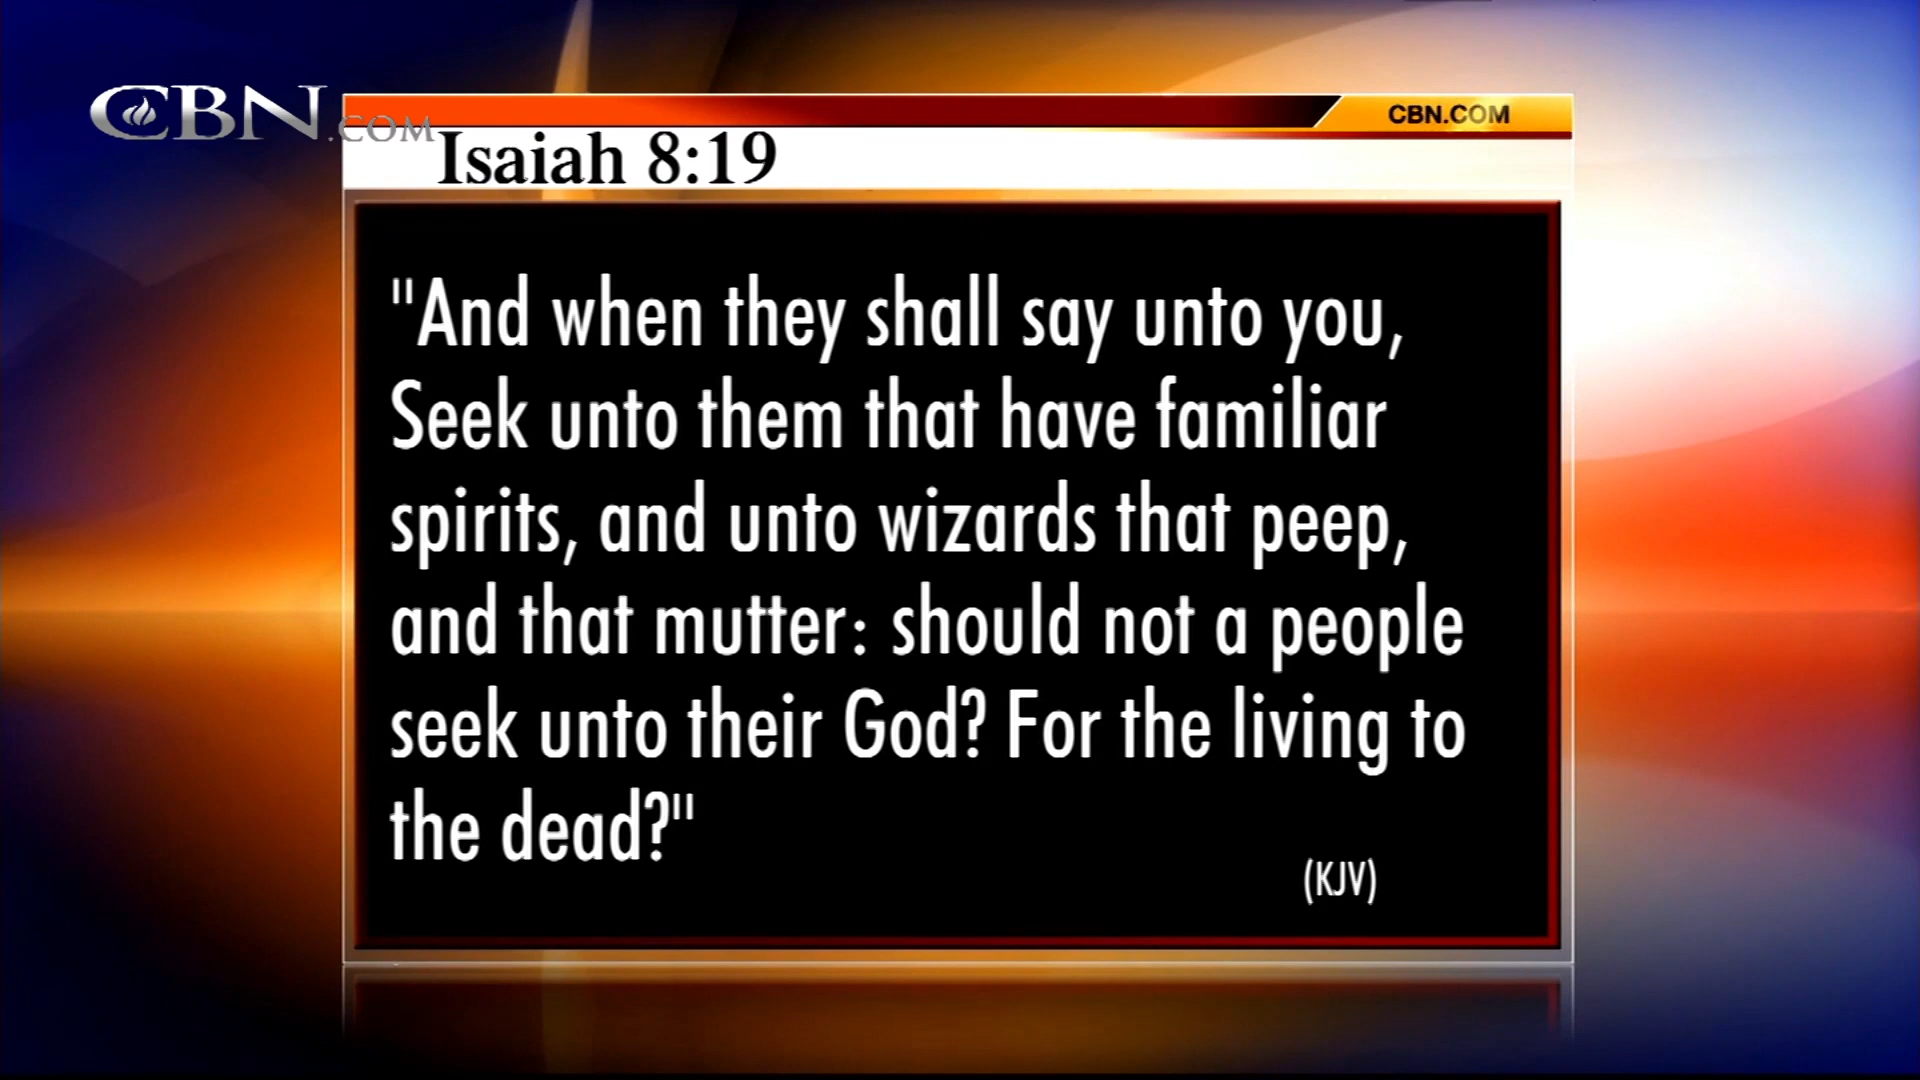 CBN.COM
CBN.COM
Isaiah 8:19
"And when they shall say unto you,
Seek unto them that have familiar
spirits, and unto wizards that peep,
and that mutter: should not a people
seek unto their God? For the living to
the dead?"
(KJV)